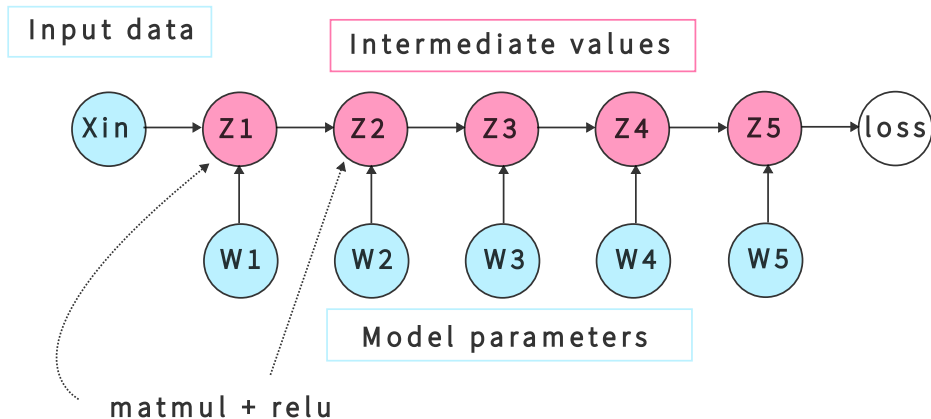 Input data
Intermediate values
Xin Z1 Z2 Z3 Z4 Z5 loss
W1 W2 W3 W4 W5
Model parameters
matmul + relu